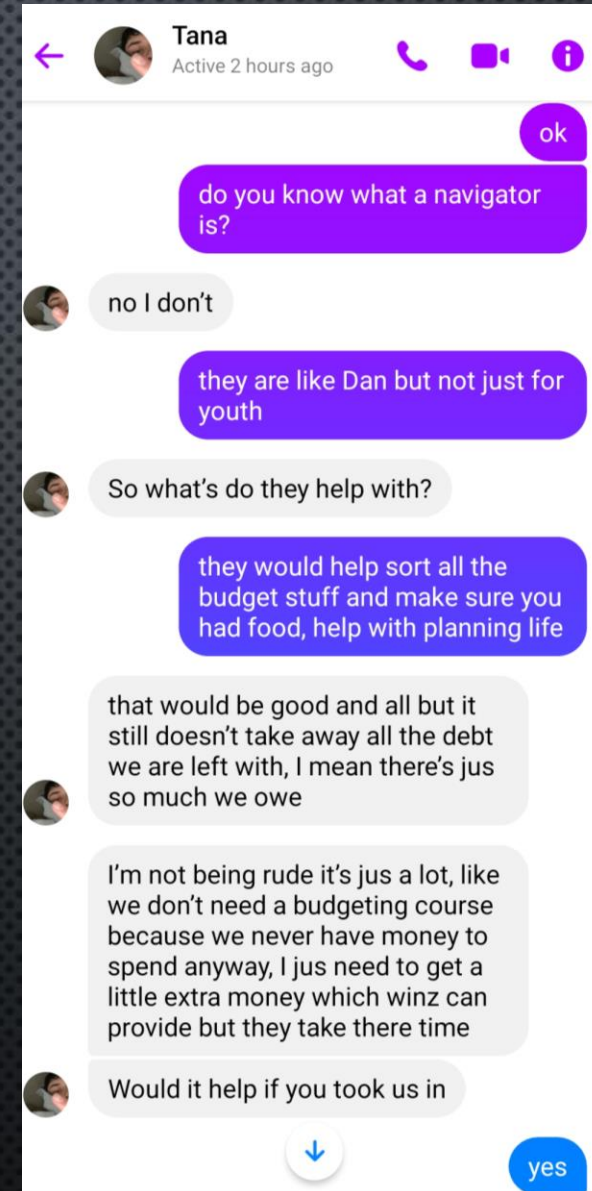 Tana
Active 2 hours ago
ok
do you know what a navigator
is?
no I don't
they are like Dan but not just for
youth
So what's do they help with?
they would help sort all the
budget stuff and make sure you
had food, help with planning life
that would be good and all but it
still doesn't take away all the debt
we are left with, I mean there's jus
so much we owe
I'm not being rude it's jus a lot, like
we don't need a budgeting course
because we never have money to
spend anyway, I jus need to get a
little extra money which winz can
provide but they take there time
Would it help if you took us in
yes